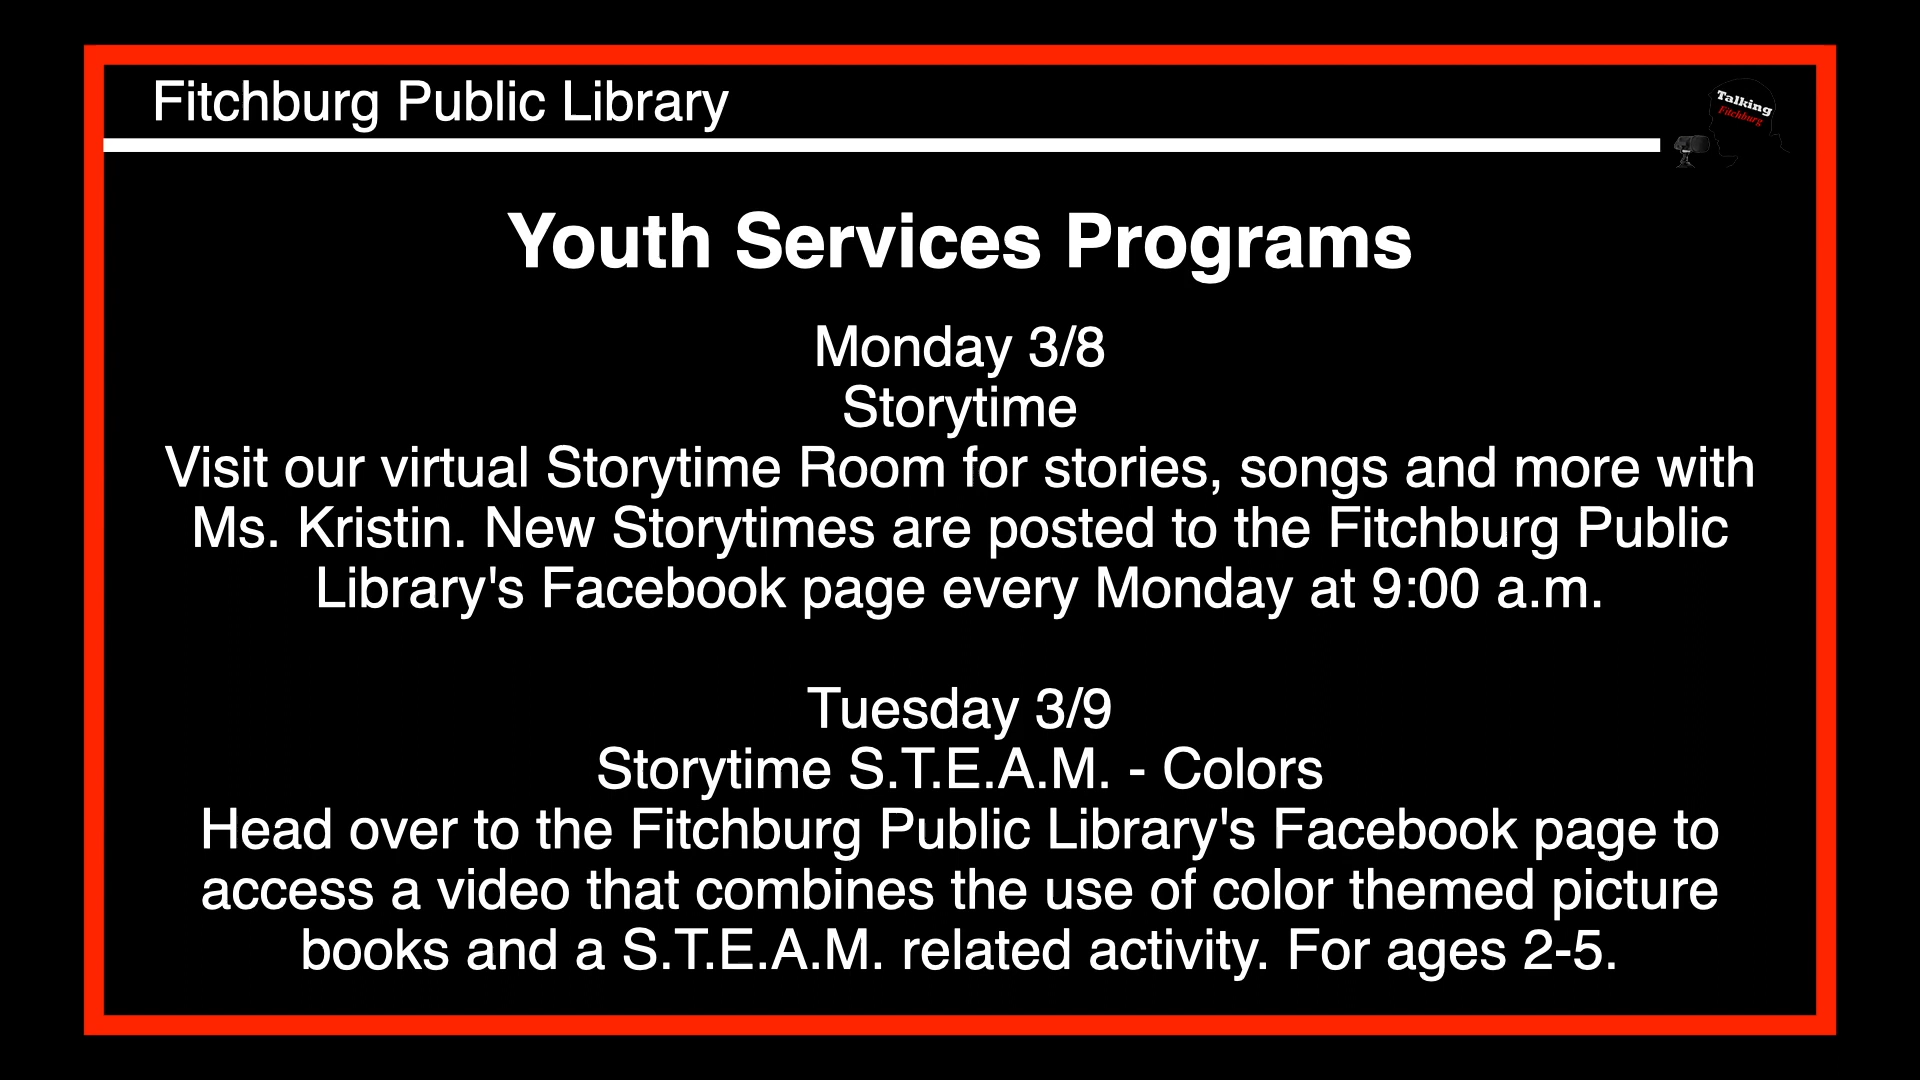 Fitchburg Public Library
Talking
Fitchburg
Youth Services Programs
Monday 3/8
Storytime
Visit our virtual Storytime Room for stories, songs and more with
Ms. Kristin. New Storytimes are posted to the Fitchburg Public
Library's Facebook page every Monday at 9:00 a.m.
Tuesday 3/9
Storytime S.T.E.A.M. - Colors
Head over to the Fitchburg Public Library's Facebook page to
access a video that combines the use of color themed picture
books and a S.T.E.A.M. related activity. For ages 2-5.